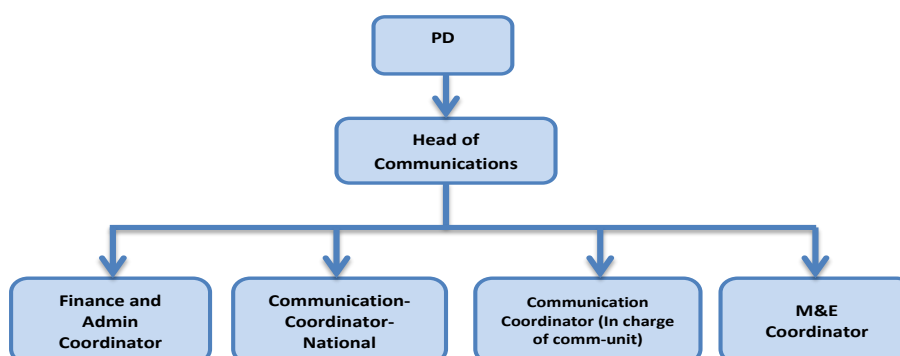 PD
Head of
Communications
Finance and
Admin
Coordinator
Communication-
Coordinator-
National
Communication
Coordinator (In charge
of comm-unit)
M&E
Coordinator